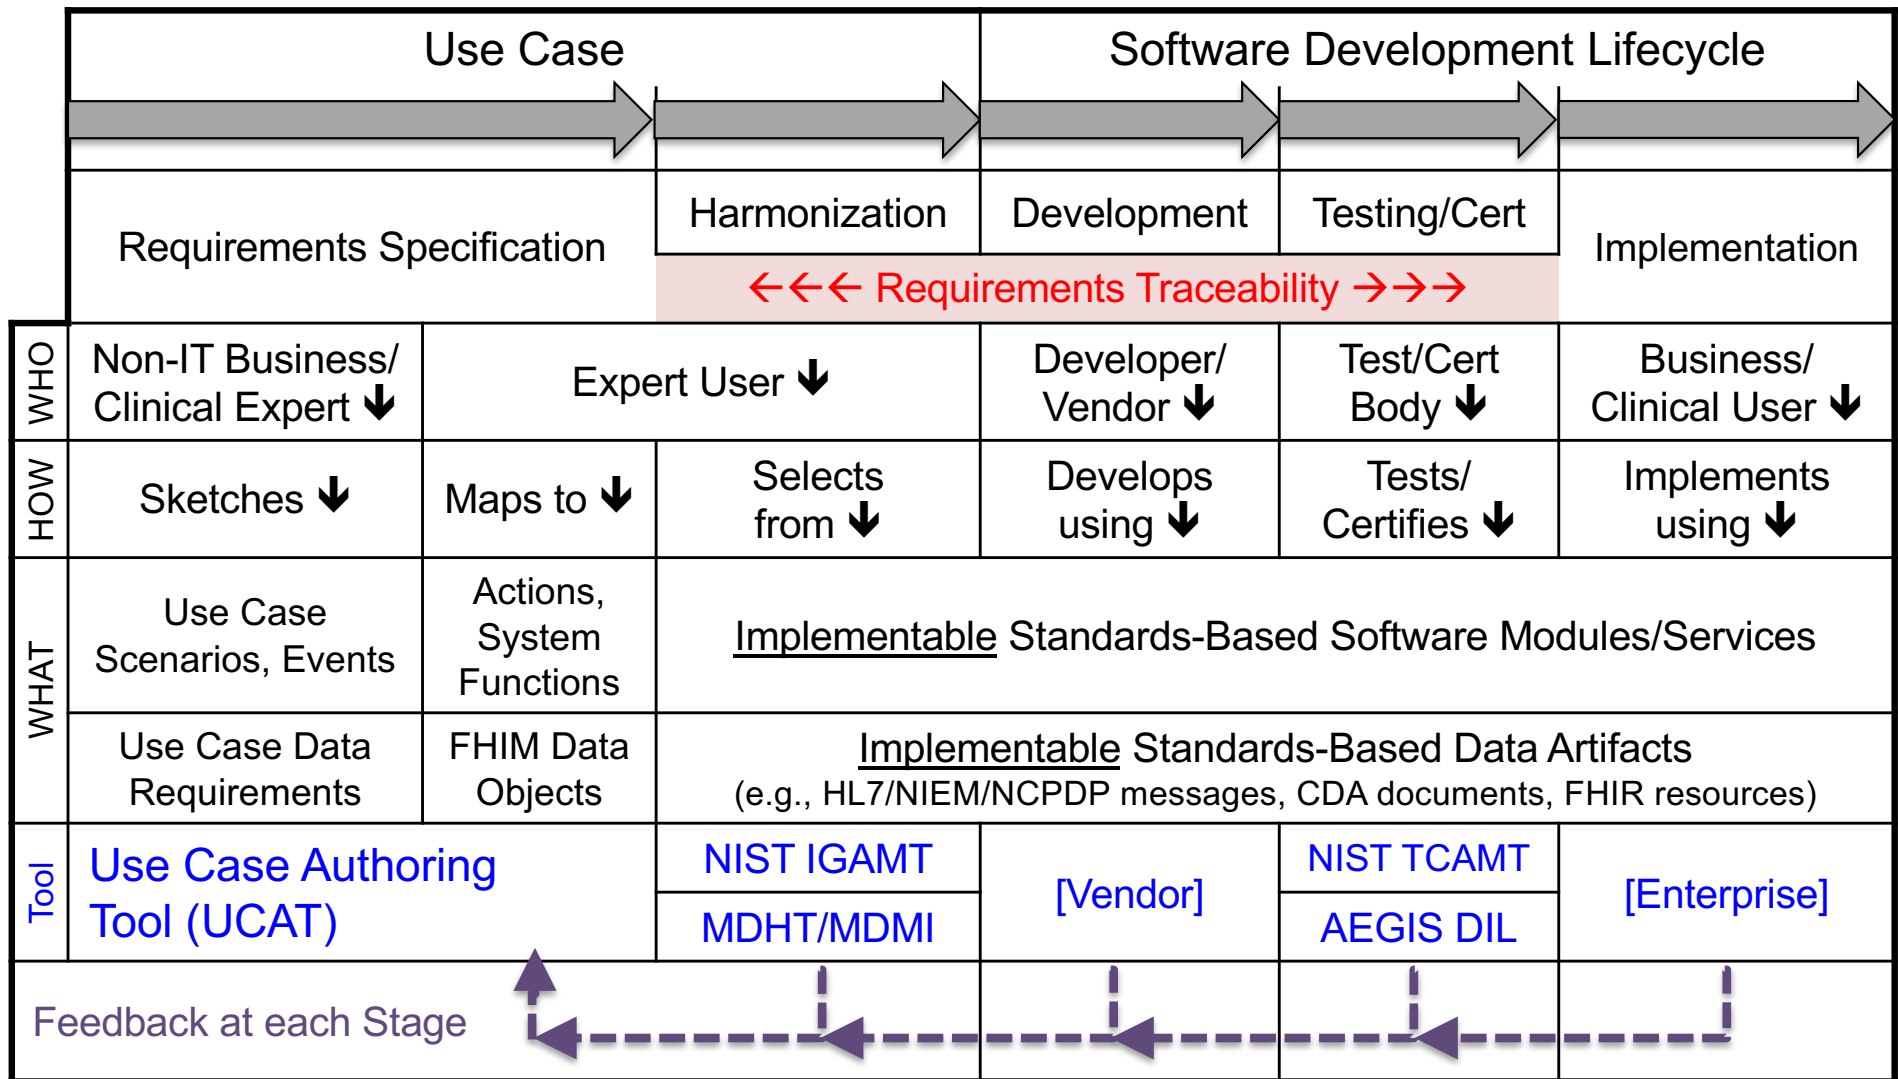 Use Case
Software Development Lifecycle
Requirements Specification
Harmonization
Development
Testing/Cert
Implementation
←←← Requirements Traceability →→→
WHO
Non-IT Business/
Clinical Expert ↓
Expert User ↓
Developer/
Vendor ↓
Test/Cert
Body ↓
Business/
Clinical User ↓
HOW
Sketches ↓
Maps to ↓
Selects
from ↓
Develops
using ↓
Tests/
Certifies ↓
Implements
using ↓
WHAT
Use Case
Scenarios, Events
Actions,
System
Functions
Implementable Standards-Based Software Modules/Services
Use Case Data
Requirements
FHIM Data
Objects
Implementable Standards-Based Data Artifacts
(e.g., HL7/NIEM/NCPDP messages, CDA documents, FHIR resources)
Tool
Use Case Authoring
Tool (UCAT)
NIST IGAMT
MDHT/MDMI
[Vendor]
NIST TCAMT
AEGIS DIL
[Enterprise]
Feedback at each Stage